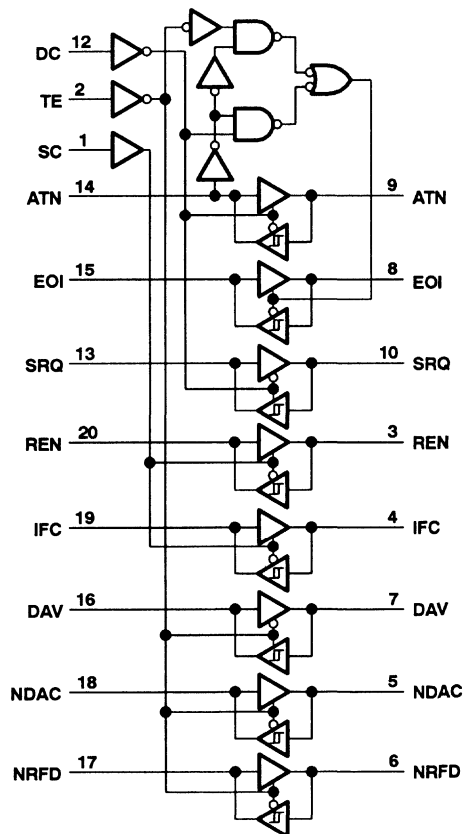 DC 12
TE 2
SC 1
ATN 14 9 ATN
EOI 15 8 EOI
SRQ 13 10 SRQ
REN 20 3 REN
IFC 19 4 IFC
DAV 16 7 DAV
NDAC 18 5 NDAC
NRFD 17 6 NRFD